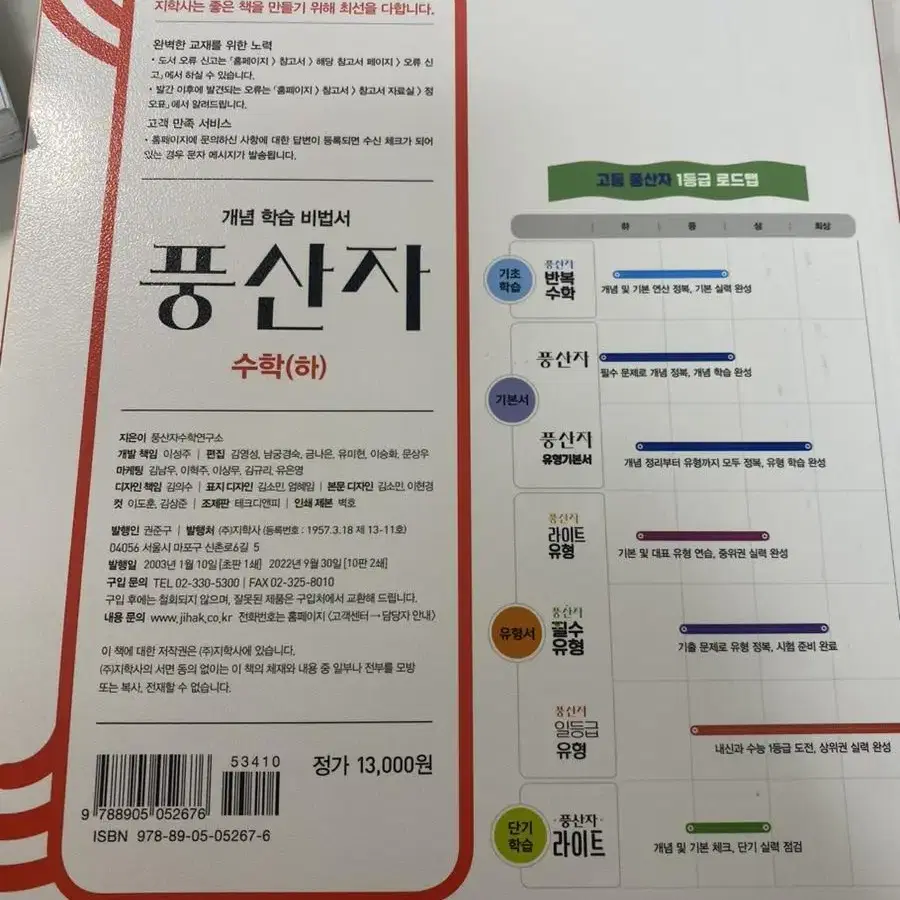 지학사는 좋은 책을 만들기 위해 최선을 다합니다.
완벽한 교재를 위한 노력
• 도서 오류 신고는 「홈페이지 > 참고서 > 해당 참고서 페이지 > 오류 신
고」에서 하실 수 있습니다.
• 발간 이후에 발견되는 오류는 「홈페이지 > 참고서 > 참고서 자료실 > 정
오표」에서 알려드립니다.
고객 만족 서비스
• 홈페이지에 문의하신 사항에 대한 답변이 등록되면 수신 체크가 되어
있는 경우 문자 메시지가 발송됩니다.
개념 학습 비법서
풍산자
수학(하)
지은이 풍산자수학연구소
개발 책임 이성주 | 편집 김영성, 남궁경숙, 금나은, 유미현, 이승화, 문상우
마케팅 김남우, 이혁주, 이상무, 김규리, 유은영
디자인 책임 김의수 | 표지 디자인 김소민, 엄혜임 | 본문 디자인 김소민, 이현경
컷 이도훈, 김상준 | 조제판 테크디앤피 | 인쇄 제본 벽호
발행인 권준구 | 발행처 (주)지학사 (등록번호 : 1957.3.18 제 13-11호)
04056 서울시 마포구 신촌로6길 5
발행일 2003년 1월 10일 [초판 1쇄] 2022년 9월 30일 [10판 2쇄]
구입 문의 TEL 02-330-5300 | FAX 02-325-8010
구입 후에는 철회되지 않으며, 잘못된 제품은 구입처에서 교환해 드립니다.
내용 문의 www.jihak.co.kr 전화번호는 홈페이지 〈고객센터 → 담당자 안내〉
이 책에 대한 저작권은 (주)지학사에 있습니다.
(주)지학사의 서면 동의 없이는 이 책의 체재와 내용 중 일부나 전부를 모방
또는 복사, 전재할 수 없습니다.
53410
정가 13,000원
9 788905 052676
ISBN 978-89-05-05267-6
고등 풍산자 1등급 로드맵
하 중 상 최상
기초
학습
풍산자
반복
수학
개념 및 기본 연산 정복, 기본 실력 완성
기본서
풍산자
필수 문제로 개념 정복, 개념 학습 완성
풍산자
유형기본서
개념 정리부터 유형까지 모두 정복, 유형 학습 완성
유형서
풍산자
라이트
유형
기본 및 대표 유형 연습, 중위권 실력 완성
풍산자
필수
유형
기출 문제로 유형 정복, 시험 준비 완료
풍산자
일등급
유형
내신과 수능 1등급 도전, 상위권 실력 완성
단기
학습
풍산자
라이트
개념 및 기본 체크, 단기 실력 점검